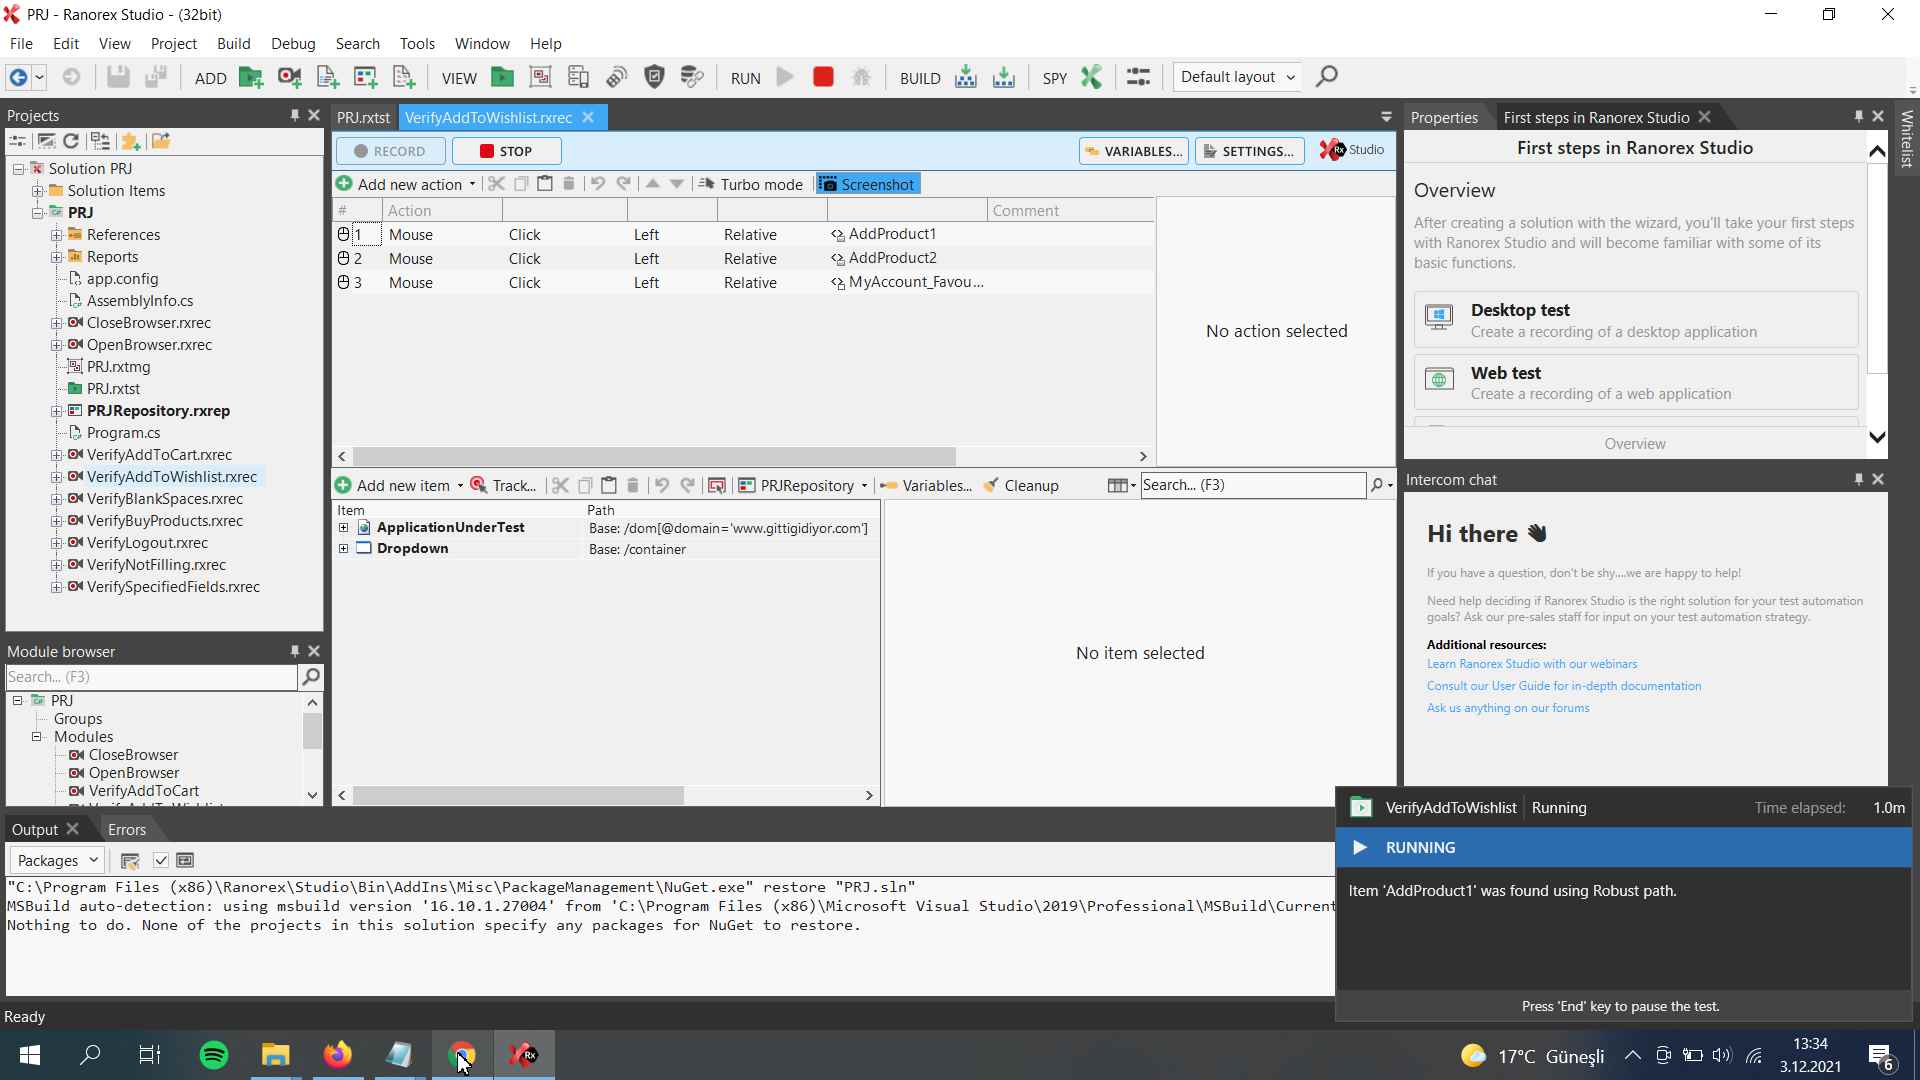 PRJ - Ranorex Studio - (32bit)
File Edit View Project Build Debug Search Tools Window Help
ADD VIEW RUN BUILD SPY Default layout
Projects
Solution PRJ
Solution Items
PRJ
References
Reports
app.config
AssemblyInfo.cs
CloseBrowser.rxrec
OpenBrowser.rxrec
PRJ.rxtmg
PRJ.rxtst
PRJRepository.rxrep
Program.cs
VerifyAddToCart.rxrec
VerifyAddToWishlist.rxrec
VerifyBlankSpaces.rxrec
VerifyBuyProducts.rxrec
VerifyLogout.rxrec
VerifyNotFilling.rxrec
VerifySpecifiedFields.rxrec
Module browser
Search... (F3)
PRJ
Groups
Modules
CloseBrowser
OpenBrowser
VerifyAddToCart
PRJ.rxtst VerifyAddToWishlist.rxrec
RECORD STOP VARIABLES... SETTINGS... Rx Studio
Add new action Turbo mode Screenshot
# Action Comment
1 Mouse Click Left Relative AddProduct1
2 Mouse Click Left Relative AddProduct2
3 Mouse Click Left Relative MyAccount_Favou...
No action selected
Add new item Track... PRJRepository Variables... Cleanup Search... (F3)
Item Path
ApplicationUnderTest Base: /dom[@domain='www.gittigidiyor.com']
Dropdown Base: /container
No item selected
Properties First steps in Ranorex Studio
Whitelist
First steps in Ranorex Studio
Overview
After creating a solution with the wizard, you'll take your first steps
with Ranorex Studio and will become familiar with some of its
basic functions.
Desktop test
Create a recording of a desktop application
Web test
Create a recording of a web application
Overview
Intercom chat
Hi there
If you have a question, don't be shy....we are happy to help!
Need help deciding if Ranorex Studio is the right solution for your test automation
goals? Ask our pre-sales staff for input on your test automation strategy.
Additional resources:
Learn Ranorex Studio with our webinars
Consult our User Guide for in-depth documentation
Ask us anything on our forums
Output Errors
Packages
"C:\Program Files (x86)\Ranorex\Studio\Bin\AddIns\Misc\PackageManagement\NuGet.exe" restore "PRJ.sln"
MSBuild auto-detection: using msbuild version '16.10.1.27004' from 'C:\Program Files (x86)\Microsoft Visual Studio\2019\Professional\MSBuild\Current
Nothing to do. None of the projects in this solution specify any packages for NuGet to restore.
VerifyAddToWishlist Running Time elapsed: 1.0m
RUNNING
Item 'AddProduct1' was found using Robust path.
Press 'End' key to pause the test.
Ready
Rx
17°C Güneşli
13:34
3.12.2021
6